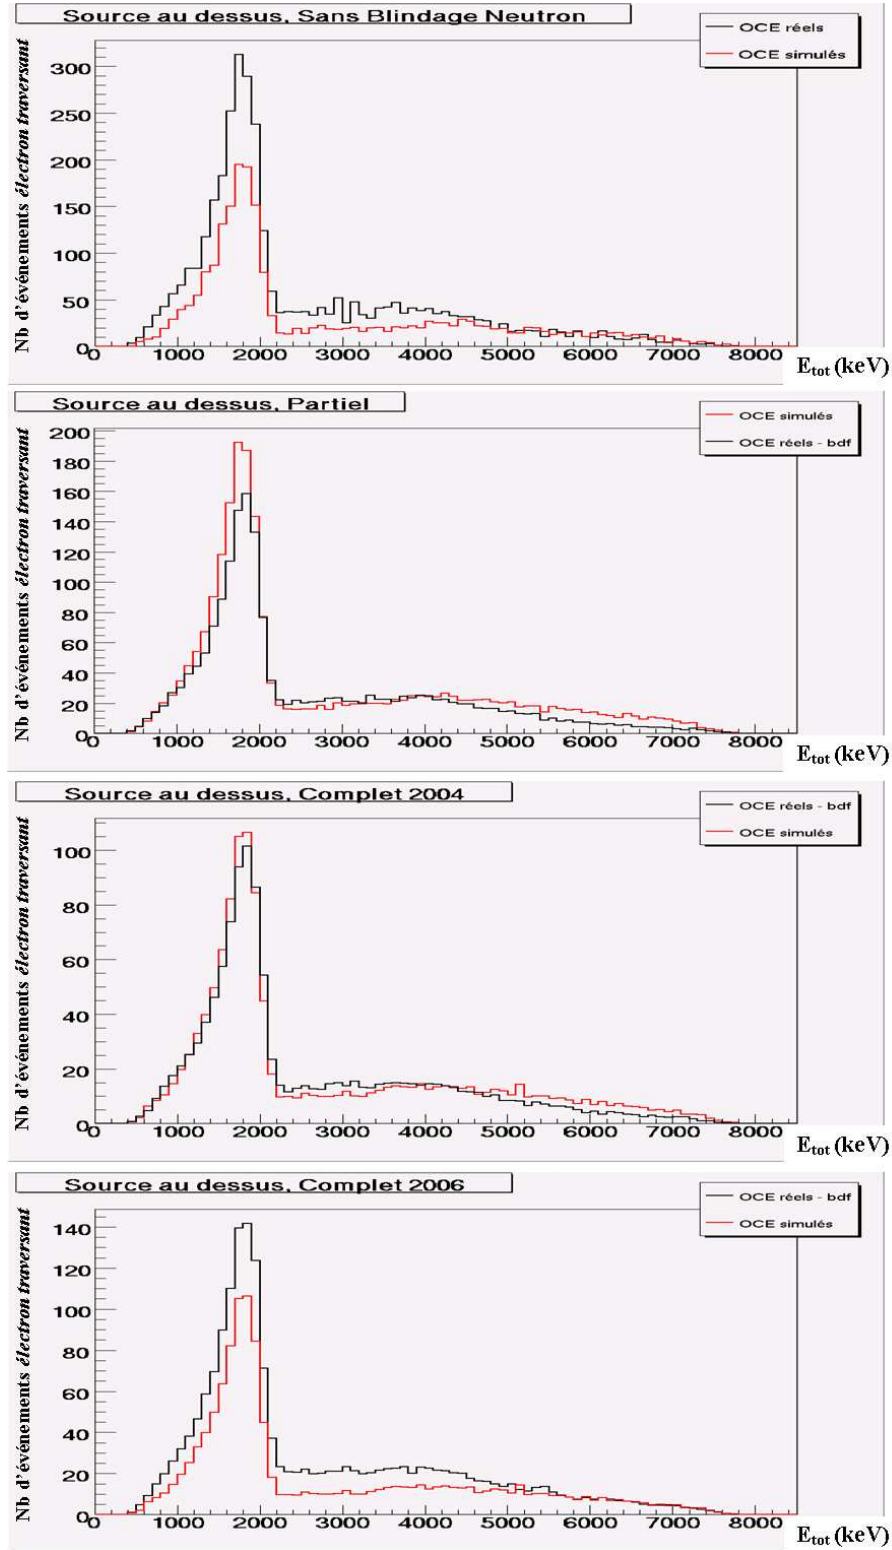 Source au dessus, Sans Blindage Neutron
OCE réels
OCE simulés
Nb d'événements électron traversant
300
250
200
150
100
50
0
0 1000 2000 3000 4000 5000 6000 7000 8000
Etot (keV)
Source au dessus, Partiel
OCE simulés
OCE réels - bdf
Nb d'événements électron traversant
200
180
160
140
120
100
80
60
40
20
0
0 1000 2000 3000 4000 5000 6000 7000 8000
Etot (keV)
Source au dessus, Complet 2004
OCE réels - bdf
OCE simulés
Nb d'événements électron traversant
100
80
60
40
20
0
0 1000 2000 3000 4000 5000 6000 7000 8000
Etot (keV)
Source au dessus, Complet 2006
OCE réels - bdf
OCE simulés
Nb d'événements électron traversant
140
120
100
80
60
40
20
0
0 1000 2000 3000 4000 5000 6000 7000 8000
Etot (keV)